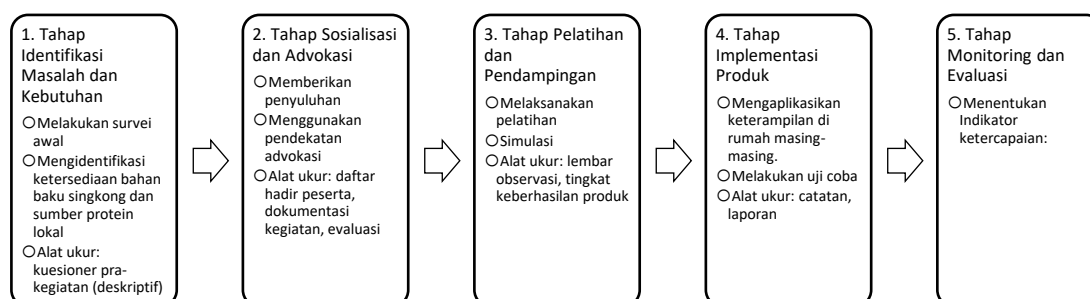 1. Tahap
Identifikasi
Masalah dan
Kebutuhan
Melakukan survei
awal
Mengidentifikasi
ketersediaan bahan
baku singkong dan
sumber protein
lokal
Alat ukur:
kuesioner pra-
kegiatan (deskriptif)
2. Tahap Sosialisasi
dan Advokasi
Memberikan
penyuluhan
Menggunakan
pendekatan
advokasi
Alat ukur: daftar
hadir peserta,
dokumentasi
kegiatan, evaluasi
3. Tahap Pelatihan
dan
Pendampingan
Melaksanakan
pelatihan
Simulasi
Alat ukur: lembar
observasi, tingkat
keberhasilan produk
4. Tahap
Implementasi
Produk
Mengaplikasikan
keterampilan di
rumah masing-
masing.
Melakukan uji coba
Alat ukur: catatan,
laporan
5. Tahap
Monitoring dan
Evaluasi
Menentukan
Indikator
ketercapaian: